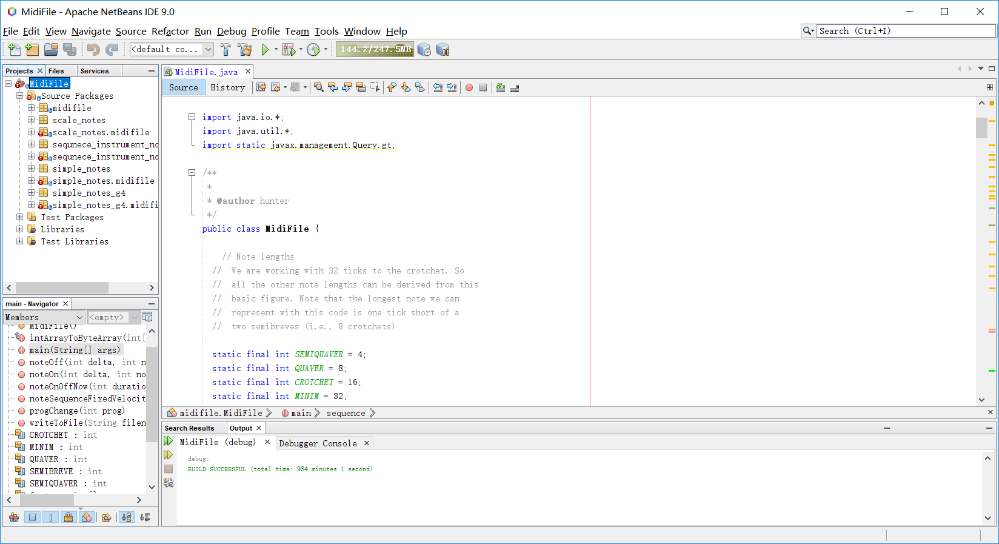 MidiFile - Apache NetBeans IDE 9.0
File Edit View Navigate Source Refactor Run Debug Profile Team Tools Window Help
Search (Ctrl+I)
<default co...
144.2/247.5MB
Projects
Files
Services
MidiFile
Source Packages
midifile
scale_notes
scale_notes.midifile
sequnece_instrument_no
sequnece_instrument_no
simple_notes
simple_notes.midifile
simple_notes_g4
simple_notes_g4.midifi
Test Packages
Libraries
Test Libraries
main - Navigator
Members
<empty>
MidiFile()
intArrayToByteArray(int[
main(String[] args)
noteOff(int delta, int n
noteOn(int delta, int no
noteOnOffNow(int duratio
noteSequenceFixedVelocit
progChange(int prog)
writeToFile(String filen
CROTCHET : int
MINIM : int
QUAVER : int
SEMIBREVE : int
SEMIQUAVER : int
MidiFile.java
Source
History
import java.io.*;
import java.util.*;
import static javax.management.Query.gt;
/**
*
* @author hunter
*/
public class MidiFile {
// Note lengths
//  We are working with 32 ticks to the crotchet. So
//  all the other note lengths can be derived from this
//  basic figure. Note that the longest note we can
//  represent with this code is one tick short of a
//  two semibreves (i.e., 8 crotchets)
static final int SEMIQUAVER = 4;
static final int QUAVER = 8;
static final int CROTCHET = 16;
static final int MINIM = 32;
midifile.MidiFile
main
sequence
Search Results
Output
MidiFile (debug)
Debugger Console
debug:
BUILD SUCCESSFUL (total time: 984 minutes 1 second)